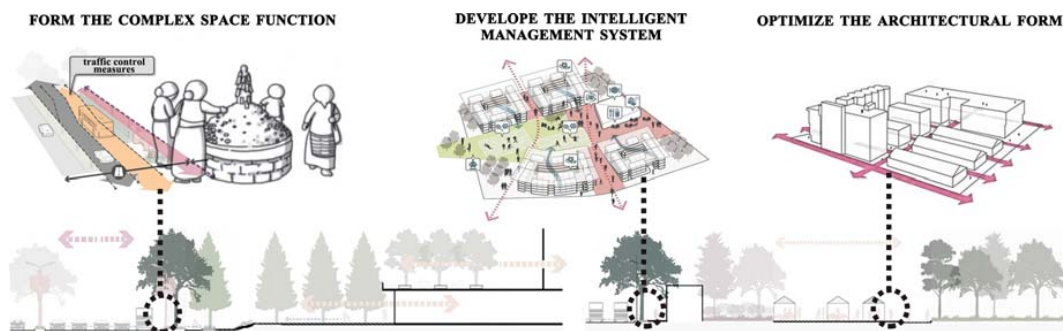 FORM THE COMPLEX SPACE FUNCTION
traffic control
measures
DEVELOPE THE INTELLIGENT
MANAGEMENT SYSTEM
OPTIMIZE THE ARCHITECTURAL FORM